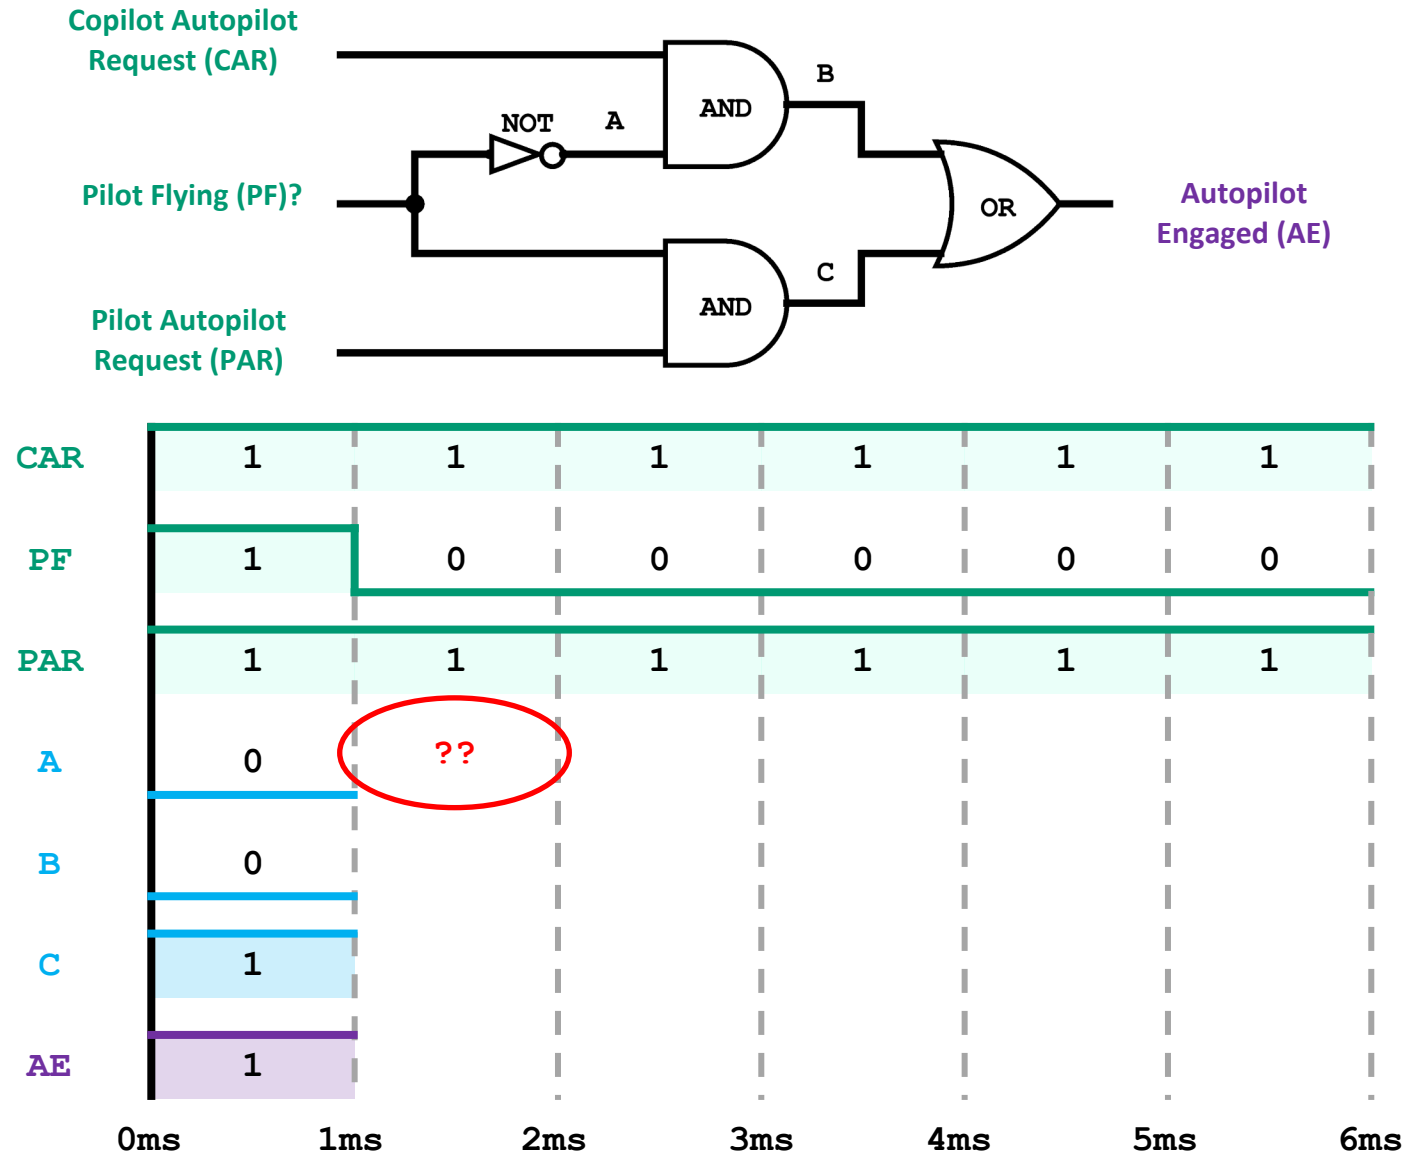 Copilot Autopilot
Request (CAR)
B
NOT
A
AND
Pilot Flying (PF)?
OR
Autopilot
Engaged (AE)
C
AND
Pilot Autopilot
Request (PAR)
CAR 1 1 1 1 1 1
PF 1 0 0 0 0 0
PAR 1 1 1 1 1 1
A 0 ??
B 0
C 1
AE 1
0ms 1ms 2ms 3ms 4ms 5ms 6ms